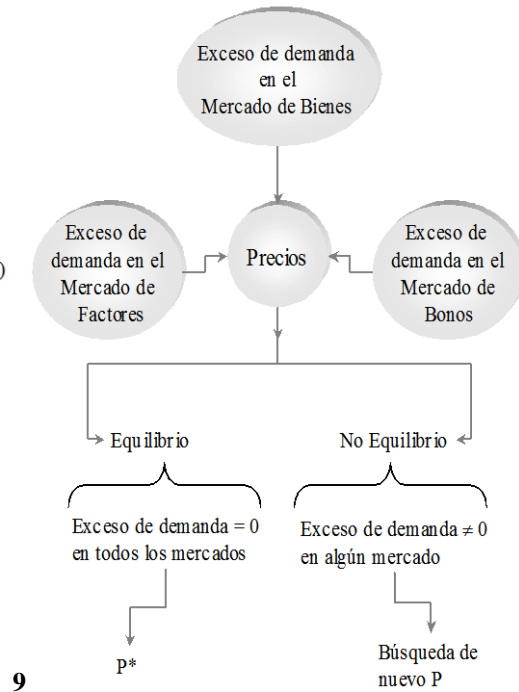 Exceso de demanda
en el
Mercado de Bienes
)
Exceso de
demanda en el
Mercado de
Factores
Precios
Exceso de
demanda en el
Mercado de
Bonos
Equilibrio
No Equilibrio
Exceso de demanda = 0
en todos los mercados
Exceso de demanda ≠ 0
en algún mercado
P*
Búsqueda de
nuevo P
9